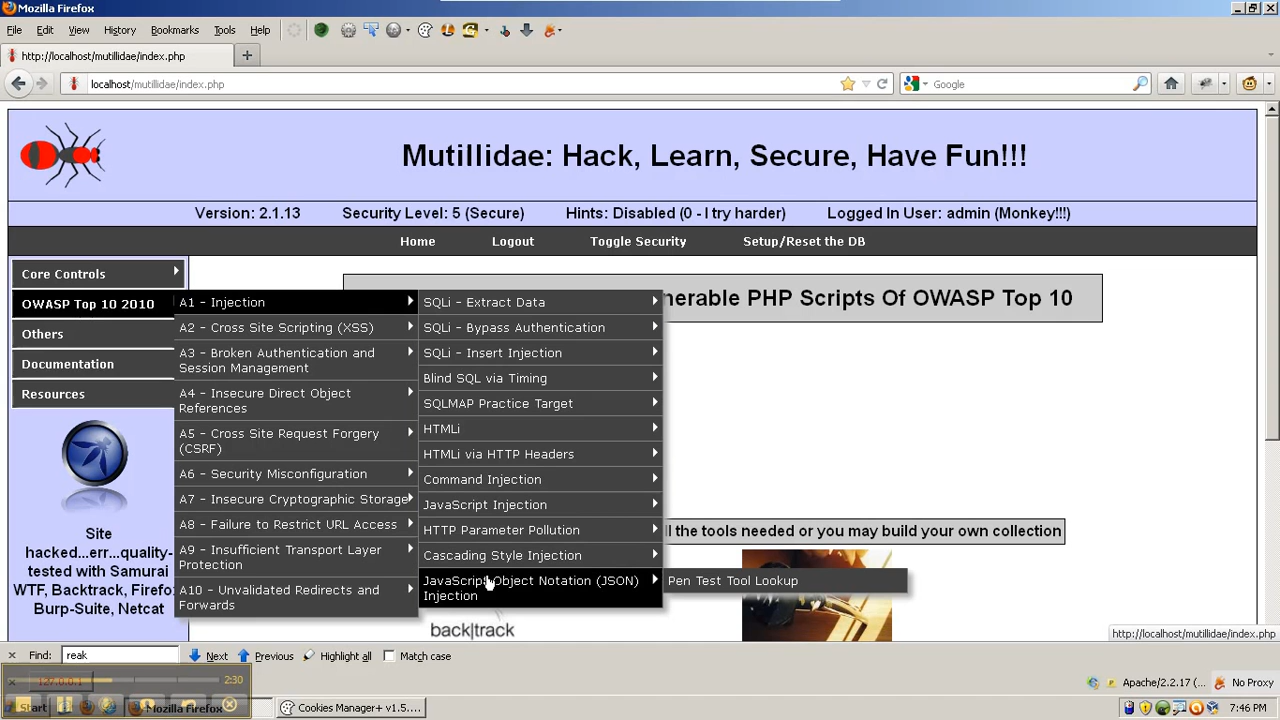 Mozilla Firefox
File Edit View History Bookmarks Tools Help
http://localhost/mutillidae/index.php
localhost/mutillidae/index.php
Google
Mutillidae: Hack, Learn, Secure, Have Fun!!!
Version: 2.1.13 Security Level: 5 (Secure) Hints: Disabled (0 - I try harder) Logged In User: admin (Monkey!!!)
Home Logout Toggle Security Setup/Reset the DB
Core Controls
OWASP Top 10 2010
Others
Documentation
Resources
A1 - Injection
A2 - Cross Site Scripting (XSS)
A3 - Broken Authentication and
Session Management
A4 - Insecure Direct Object
References
A5 - Cross Site Request Forgery
(CSRF)
A6 - Security Misconfiguration
A7 - Insecure Cryptographic Storage
A8 - Failure to Restrict URL Access
A9 - Insufficient Transport Layer
Protection
A10 - Unvalidated Redirects and
Forwards
SQLi - Extract Data
SQLi - Bypass Authentication
SQLi - Insert Injection
Blind SQL via Timing
SQLMAP Practice Target
HTMLi
HTMLi via HTTP Headers
Command Injection
JavaScript Injection
HTTP Parameter Pollution
Cascading Style Injection
JavaScript Object Notation (JSON)
Injection
Pen Test Tool Lookup
nerable PHP Scripts Of OWASP Top 10
ll the tools needed or you may build your own collection
Site
hacked...err...quality-
tested with Samurai
WTF, Backtrack, Firefo
Burp-Suite, Netcat
back|track
http://localhost/mutillidae/index.php
Find: reak Next Previous Highlight all Match case
127.0.0.1 2:30
Apache/2.2.17 No Proxy
Start Mozilla Firefox Cookies Manager+ v1.5.... 7:46 PM